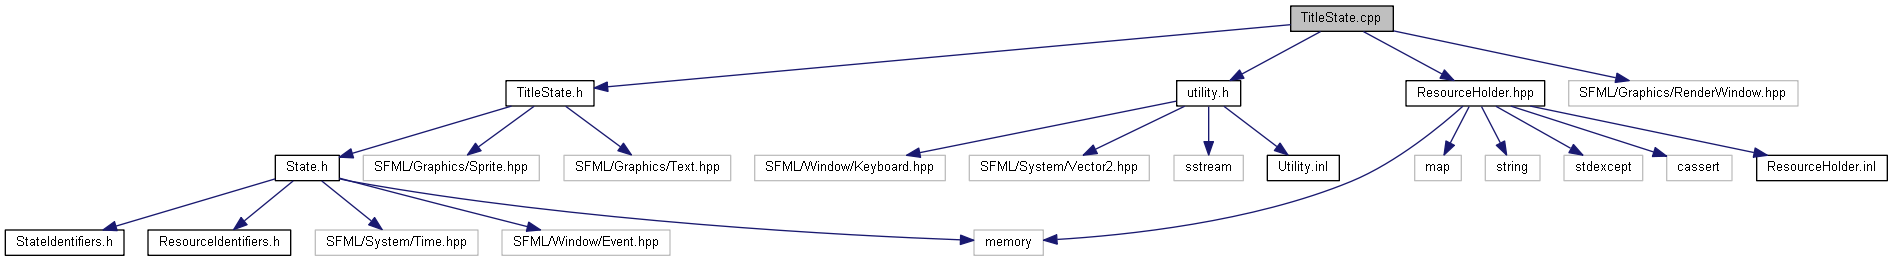 TitleState.cpp
TitleState.h
utility.h
ResourceHolder.hpp
SFML/Graphics/RenderWindow.hpp
State.h
SFML/Graphics/Sprite.hpp
SFML/Graphics/Text.hpp
SFML/Window/Keyboard.hpp
SFML/System/Vector2.hpp
sstream
Utility.inl
map
string
stdexcept
cassert
ResourceHolder.inl
StateIdentifiers.h
ResourceIdentifiers.h
SFML/System/Time.hpp
SFML/Window/Event.hpp
memory